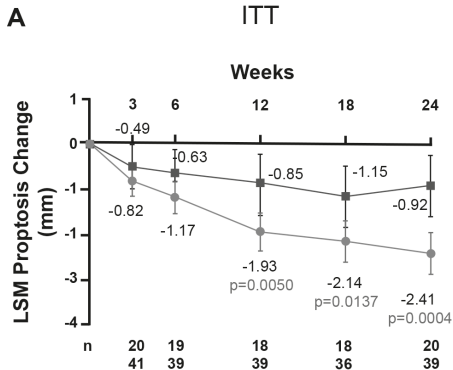 A
ITT
Weeks
3 6 12 18 24
1
0
-1
-1
-3
-4
LSM Proptosis Change
(mm)
-0.49
-0.63
-0.85
-1.15
-0.92
-0.82
-1.17
-1.93
p=0.0050
-2.14
p=0.0137
-2.41
p=0.0004
n 20 19 18 18 20
41 39 39 36 39